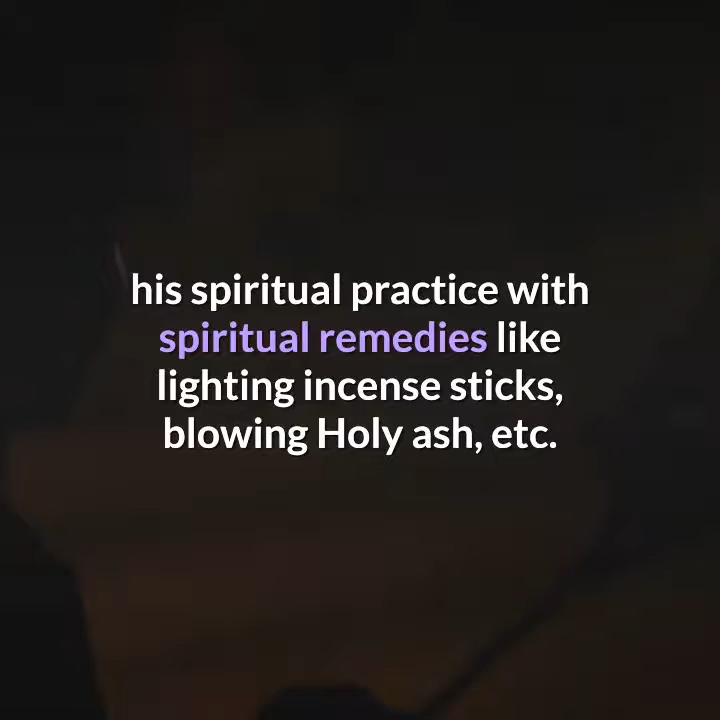 his spiritual practice with
spiritual remedies like
lighting incense sticks,
blowing Holy ash, etc.